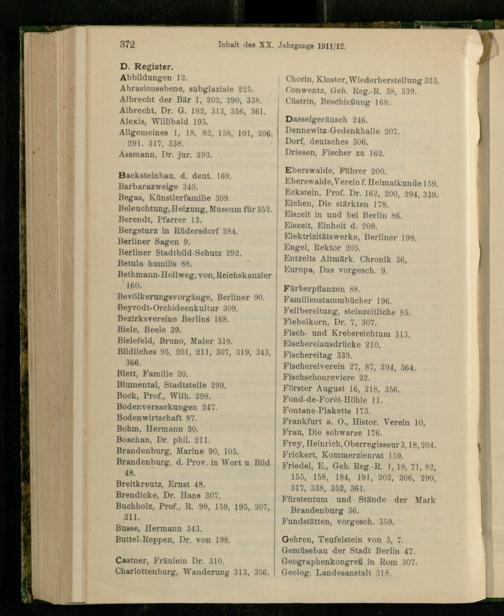 372
Inhalt des XX. Jahrgangs 1911/12.
D. Register.
Abbildungen 12.
Abrasionsebene, subglaziale 225.
Albrecht der Bär 1, 202, 290, 338.
Albrecht, Dr. G. 182, 313, 356, 361.
Alexis, Willibald 195.
Allgemeines 1, 18, 82, 158, 191, 206,
291. 317, 338.
Assmann, Dr. jur. 293.
Backsteinbau, d. deut. 169.
Barbarazweige 340.
Begas, Künstlerfamilie 309.
Beleuchtung, Heizung, Museum für 352.
Berendt, Pfarrer 13.
Bergsturz in Rüdersdorf 284.
Berliner Sagen 9.
Berliner Stadtbild-Schutz 292.
Betula humilis 88.
Bethmann-Hollweg, von, Reichskanzler
160.
Bevölkerungsvorgänge, Berliner 90.
Beyrodt-Orchideenkultur 309.
Bezirksvereine Berlins 168.
Biele, Beele 39.
Bielefeld, Bruno, Maler 319.
Bildliches 95, 201, 211, 307, 319, 343,
366.
Blett, Familie 20.
Blumental, Stadtstelle 299.
Bock, Prof., Wilh. 298.
Bodenversackungen 247.
Bodenwirtschaft 87.
Bohm, Hermann 30.
Boschan, Dr. phil. 211.
Brandenburg, Marine 90, 105.
Brandenburg, d. Prov. in Wort u. Bild
48.
Breitkreutz, Ernst 48.
Brendicke, Dr. Hans 307.
Buchholz, Prof., R. 98, 159, 195, 207,
211.
Busse, Hermann 343.
Buttel-Reppen, Dr. von 198.
Castner, Fräulein Dr. 310.
Charlottenburg, Wanderung 313, 356.
Chorin, Kloster, Wiederherstellung 323.
Conwentz, Geh. Reg.-R. 38, 339.
Cüstrin, Beschießung 168.
Dasselgeräusch 246.
Dennewitz-Gedenkhalle 207.
Dorf, deutsches 306.
Driesen, Fischer zu 162.
Eberswalde, Führer 200.
Eberswalde, Verein f. Heimatkunde 159.
Eckstein, Prof. Dr. 162, 200, 294, 339.
Eichen, Die stärkten 178.
Eiszeit in und bei Berlin 86.
Eiszeit, Einheit d. 208.
Elektrizitätswerke, Berliner 198.
Engel, Rektor 205.
Entzelts Altmärk. Chronik 36.
Europa, Das vorgesch. 9.
Färberpflanzen 88.
Familienstammbücher 196.
Fellbereitung, steinzeitliche 85.
Fiebelkorn, Dr. 7, 307.
Fisch- und Krebsreichtum 313.
Fischereiausdrücke 210.
Fischereitag 339.
Fischereiverein 27, 87, 294, 364.
Fischschonreviere 22.
Förster August 16, 218, 356.
Fond-de-Forêt-Höhle 11.
Fontane-Plakette 173.
Frankfurt a. O., Histor. Verein 10.
Frau, Die schwarze 176.
Frey, Heinrich, Oberregisseur 3, 18, 204.
Frickert, Kommerzienrat 159.
Friedel, E., Geh. Reg.-R. 1, 18, 71, 82,
155, 158, 184, 191, 202, 206, 290,
317, 338, 352, 361.
Fürstentum und Stände der Mark
Brandenburg 36.
Fundstätten, vorgesch. 359.
Gehren, Teufelstein von 3, 7.
Gemüsebau der Stadt Berlin 47.
Geographenkongreß in Rom 307.
Geolog. Landesanstalt 318.